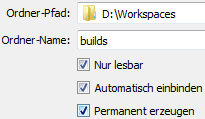 Ordner-Pfad: D:\Workspaces
Ordner-Name: builds
Nur lesbar
Automatisch einbinden
Permanent erzeugen